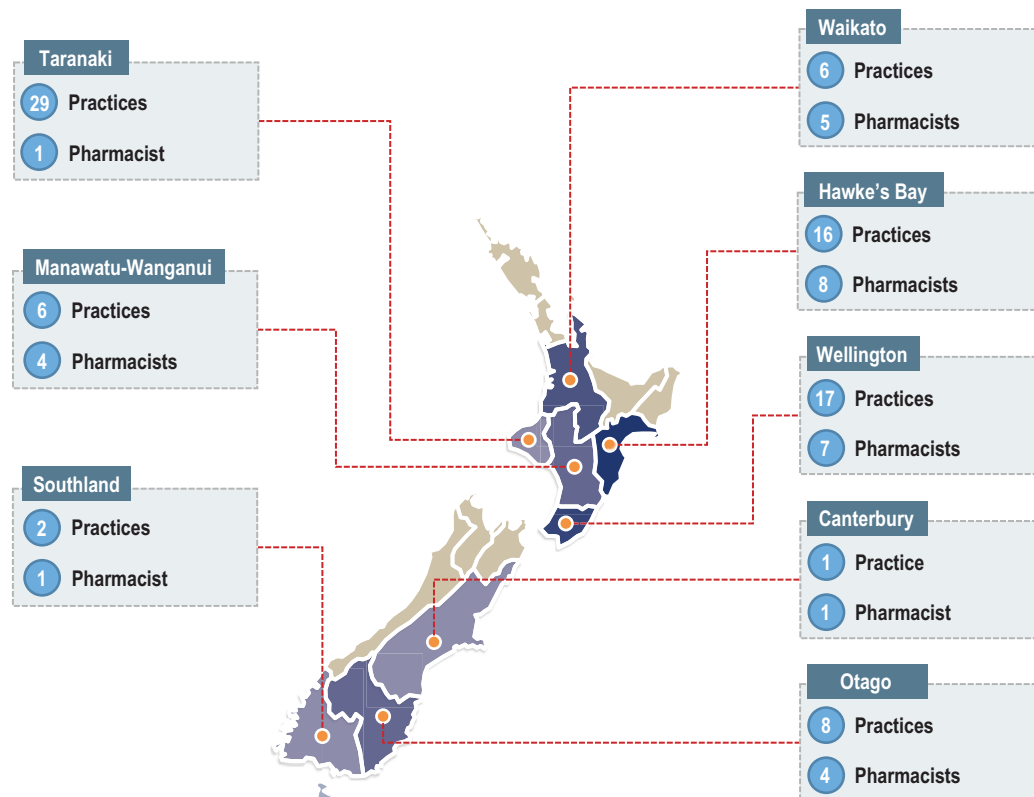 Taranaki
29 Practices
1 Pharmacist
Manawatu-Wanganui
6 Practices
4 Pharmacists
Southland
2 Practices
1 Pharmacist
Waikato
6 Practices
5 Pharmacists
Hawke's Bay
16 Practices
8 Pharmacists
Wellington
17 Practices
7 Pharmacists
Canterbury
1 Practice
1 Pharmacist
Otago
8 Practices
4 Pharmacists